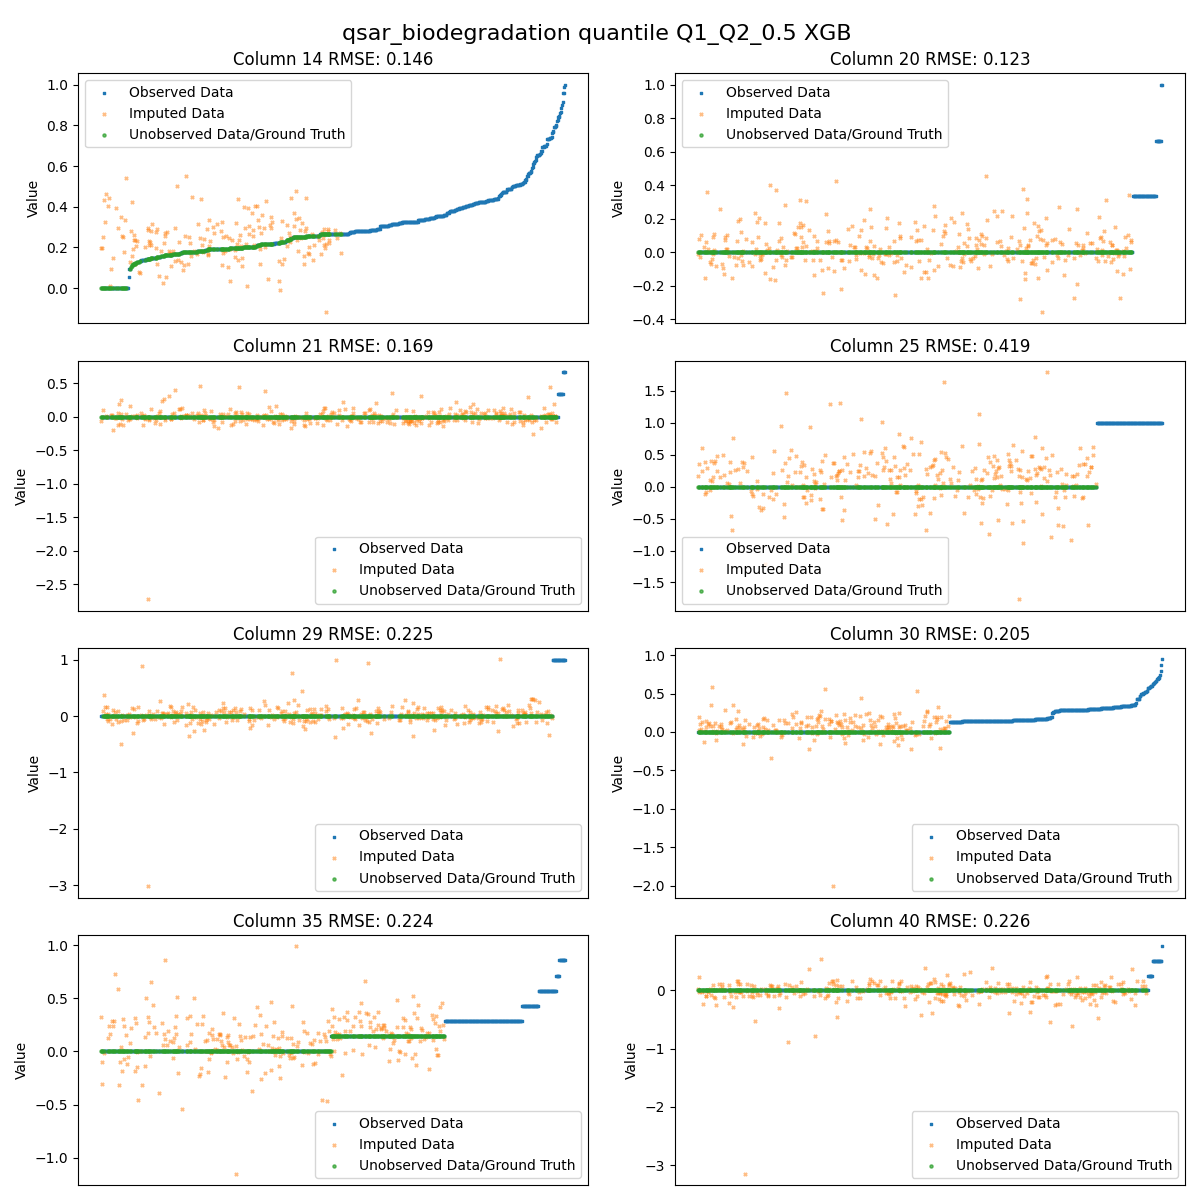 qsar_biodegradation quantile Q1_Q2_0.5 XGB
Column 14 RMSE: 0.146
1.0
0.8
0.6
0.4
0.2
0.0
Value
Observed Data
Imputed Data
Unobserved Data/Ground Truth
Column 20 RMSE: 0.123
1.0
0.8
0.6
0.4
0.2
0.0
−0.2
−0.4
Value
Observed Data
Imputed Data
Unobserved Data/Ground Truth
Column 21 RMSE: 0.169
0.5
0.0
−0.5
−1.0
−1.5
−2.0
−2.5
Value
Observed Data
Imputed Data
Unobserved Data/Ground Truth
Column 25 RMSE: 0.419
1.5
1.0
0.5
0.0
−0.5
−1.0
−1.5
Value
Observed Data
Imputed Data
Unobserved Data/Ground Truth
Column 29 RMSE: 0.225
1
0
−1
−2
−3
Value
Observed Data
Imputed Data
Unobserved Data/Ground Truth
Column 30 RMSE: 0.205
1.0
0.5
0.0
−0.5
−1.0
−1.5
−2.0
Value
Observed Data
Imputed Data
Unobserved Data/Ground Truth
Column 35 RMSE: 0.224
1.0
0.5
0.0
−0.5
−1.0
Value
Observed Data
Imputed Data
Unobserved Data/Ground Truth
Column 40 RMSE: 0.226
0
−1
−2
−3
Value
Observed Data
Imputed Data
Unobserved Data/Ground Truth